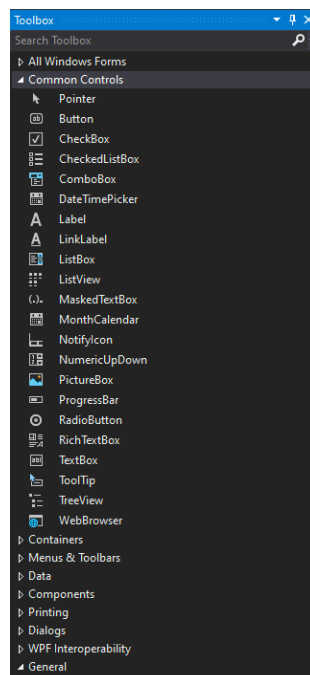 Toolbox
Search Toolbox
All Windows Forms
Common Controls
Pointer
Button
CheckBox
CheckedListBox
ComboBox
DateTimePicker
Label
LinkLabel
ListBox
ListView
MaskedTextBox
MonthCalendar
NotifyIcon
NumericUpDown
PictureBox
ProgressBar
RadioButton
RichTextBox
TextBox
ToolTip
TreeView
WebBrowser
Containers
Menus & Toolbars
Data
Components
Printing
Dialogs
WPF Interoperability
General